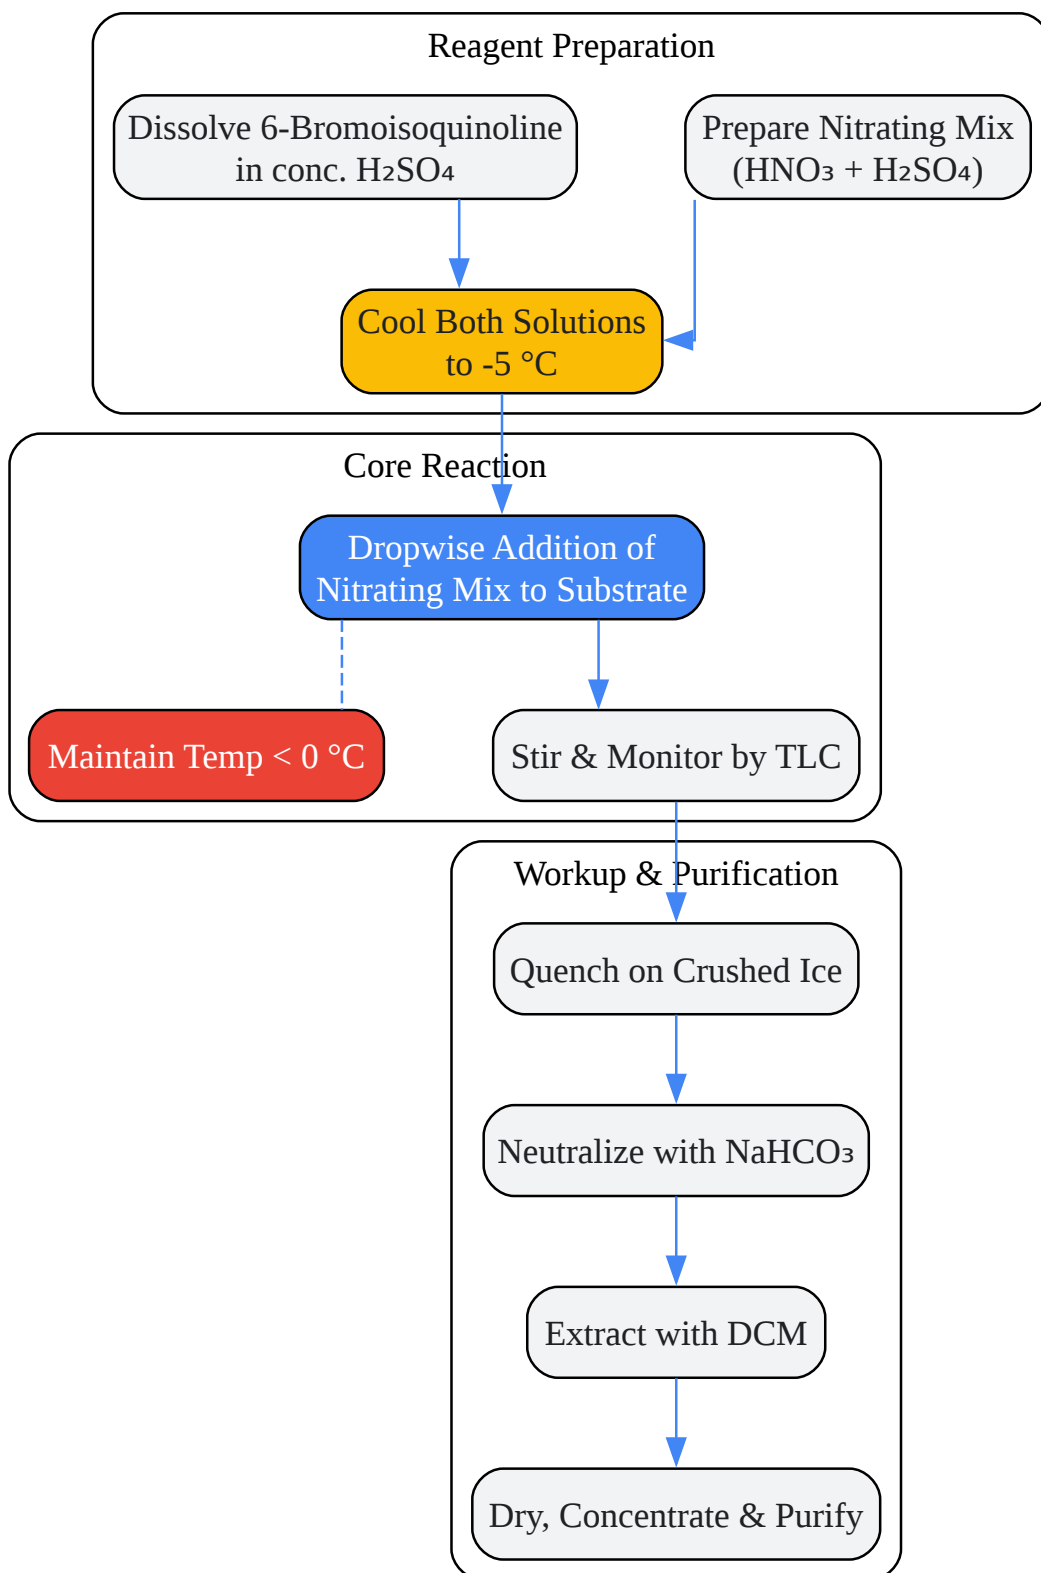 Reagent Preparation
Dissolve 6-Bromoisoquinoline
in conc. H₂SO₄
Prepare Nitrating Mix
(HNO₃ + H₂SO₄)
Cool Both Solutions
to -5 °C
Core Reaction
Dropwise Addition of
Nitrating Mix to Substrate
Maintain Temp < 0 °C
Stir & Monitor by TLC
Workup & Purification
Quench on Crushed Ice
Neutralize with NaHCO₃
Extract with DCM
Dry, Concentrate & Purify